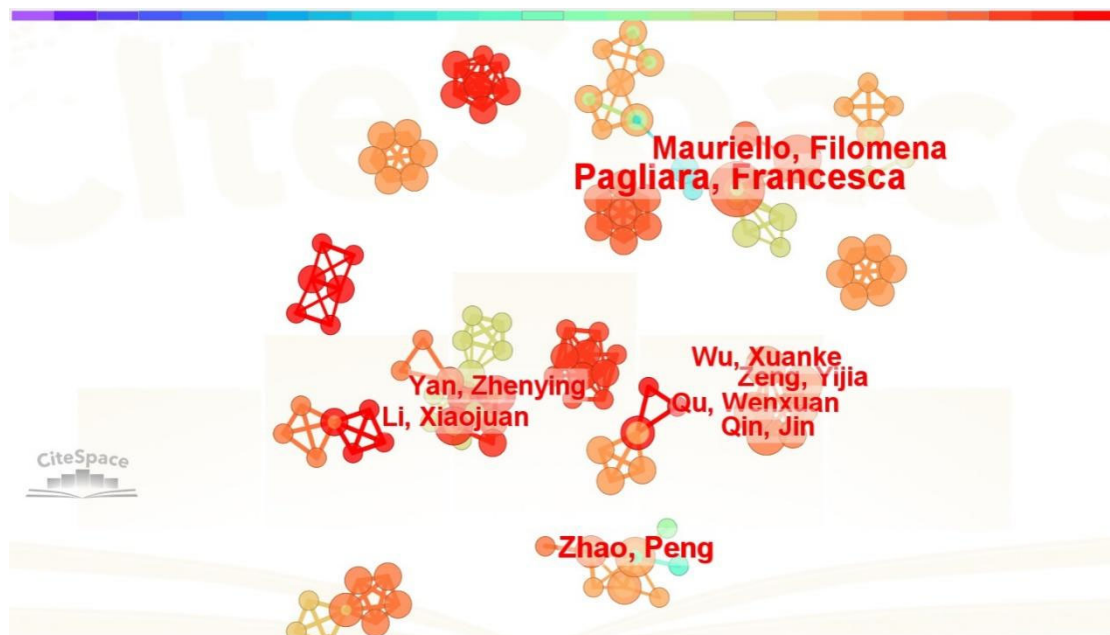 CiteSpace
Mauriello, Filomena
Pagliara, Francesca
Wu, Xuanke
Yan, Zhenying
Zeng, Yijia
Li, Xiaojuan
Qu, Wenxuan
Qin, Jin
CiteSpace
Zhao, Peng